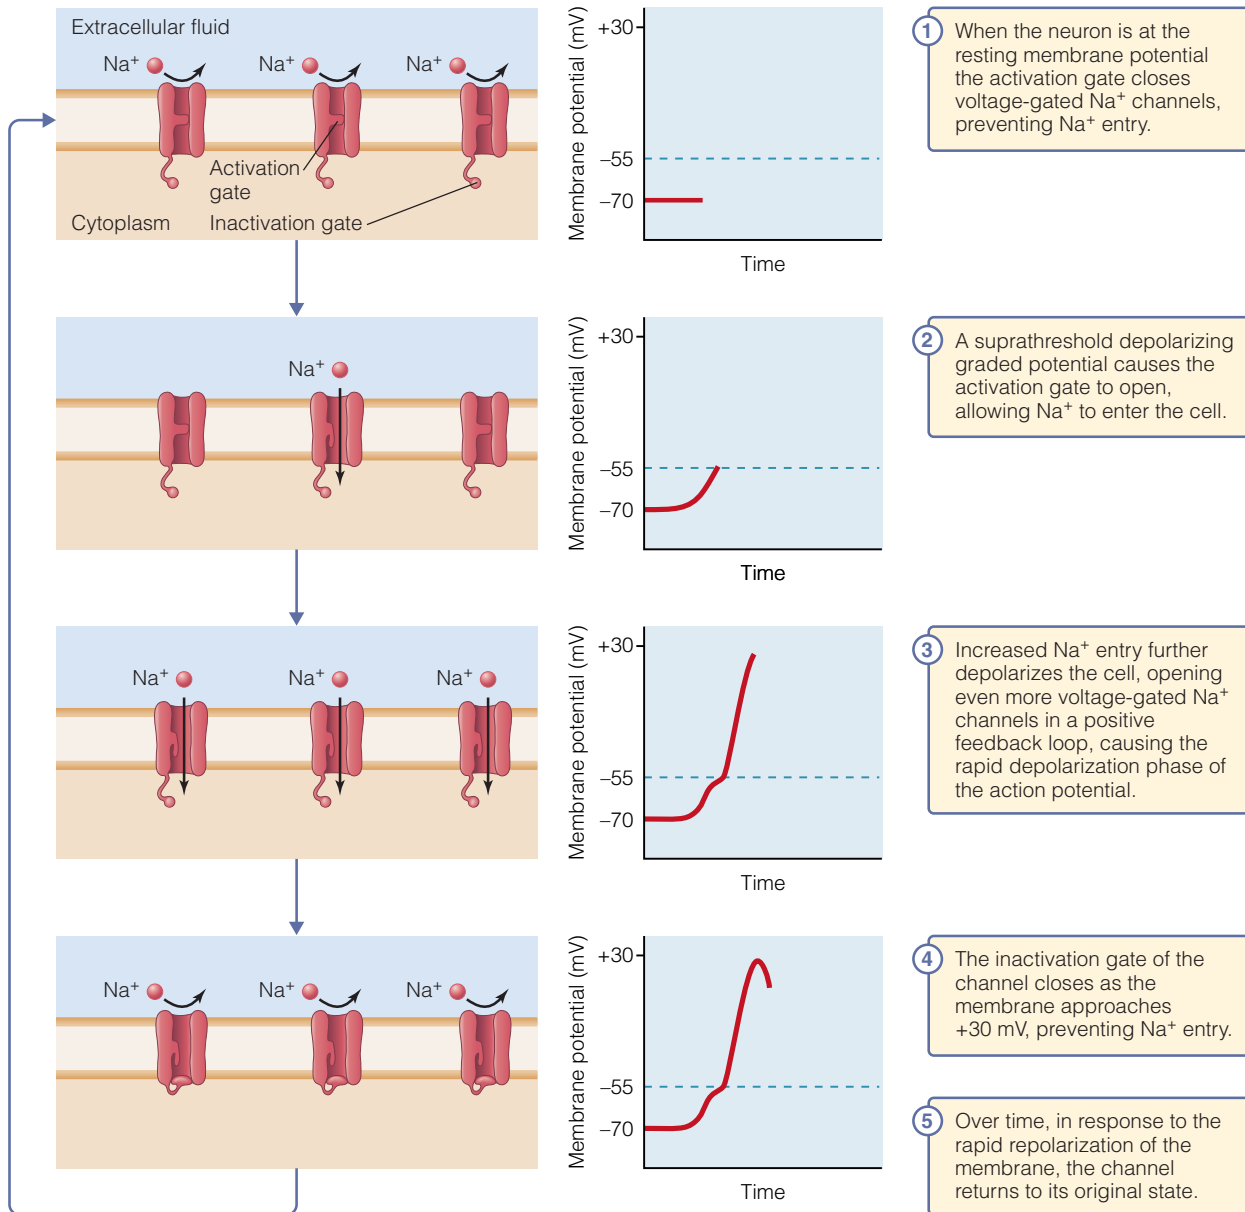 Extracellular fluid
Na⁺
Na⁺
Na⁺
Activation
gate
Cytoplasm
Inactivation gate
Membrane potential (mV)
+30
–55
–70
Time
1
When the neuron is at the
resting membrane potential
the activation gate closes
voltage-gated Na⁺ channels,
preventing Na⁺ entry.
Na⁺
Membrane potential (mV)
+30
–55
–70
Time
2
A suprathreshold depolarizing
graded potential causes the
activation gate to open,
allowing Na⁺ to enter the cell.
Na⁺
Na⁺
Na⁺
Membrane potential (mV)
+30
–55
–70
Time
3
Increased Na⁺ entry further
depolarizes the cell, opening
even more voltage-gated Na⁺
channels in a positive
feedback loop, causing the
rapid depolarization phase of
the action potential.
Na⁺
Na⁺
Na⁺
Membrane potential (mV)
+30
–55
–70
Time
4
The inactivation gate of the
channel closes as the
membrane approaches
+30 mV, preventing Na⁺ entry.
5
Over time, in response to the
rapid repolarization of the
membrane, the channel
returns to its original state.